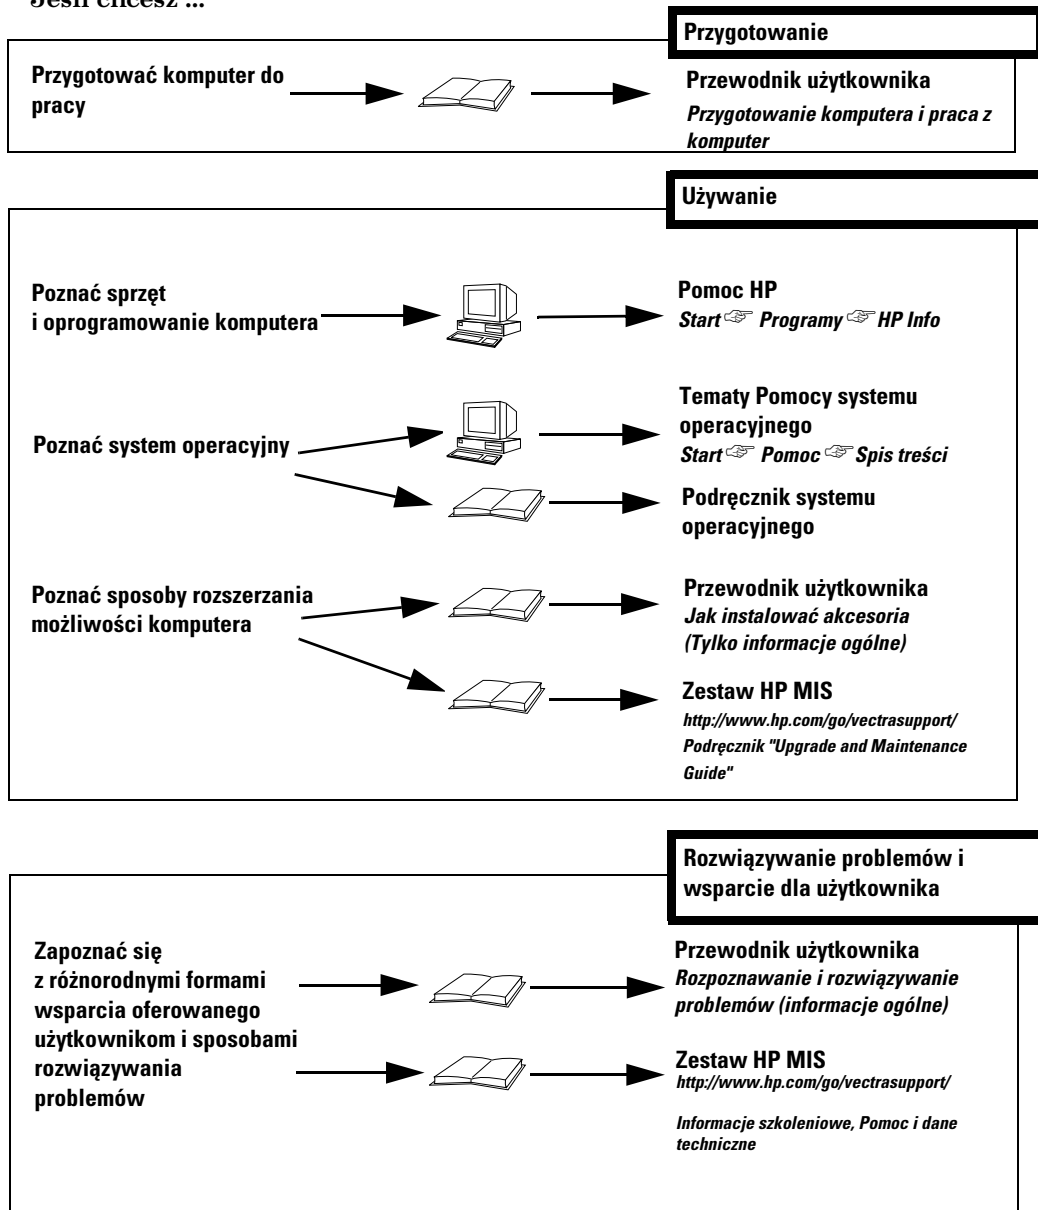 Jeśli chcesz ...
Przygotowanie
Przygotować komputer do
pracy
Przewodnik użytkownika
Przygotowanie komputera i praca z
komputer
Używanie
Poznać sprzęt
i oprogramowanie komputera
Pomoc HP
Start ☞ Programy ☞ HP Info
Poznać system operacyjny
Tematy Pomocy systemu
operacyjnego
Start ☞ Pomoc ☞ Spis treści
Podręcznik systemu
operacyjnego
Poznać sposoby rozszerzania
możliwości komputera
Przewodnik użytkownika
Jak instalować akcesoria
(Tylko informacje ogólne)
Zestaw HP MIS
http://www.hp.com/go/vectrasupport/
Podręcznik "Upgrade and Maintenance
Guide"
Rozwiązywanie problemów i
wsparcie dla użytkownika
Zapoznać się
z różnorodnymi formami
wsparcia oferowanego
użytkownikom i sposobami
rozwiązywania
problemów
Przewodnik użytkownika
Rozpoznawanie i rozwiązywanie
problemów (informacje ogólne)
Zestaw HP MIS
http://www.hp.com/go/vectrasupport/
Informacje szkoleniowe, Pomoc i dane
techniczne